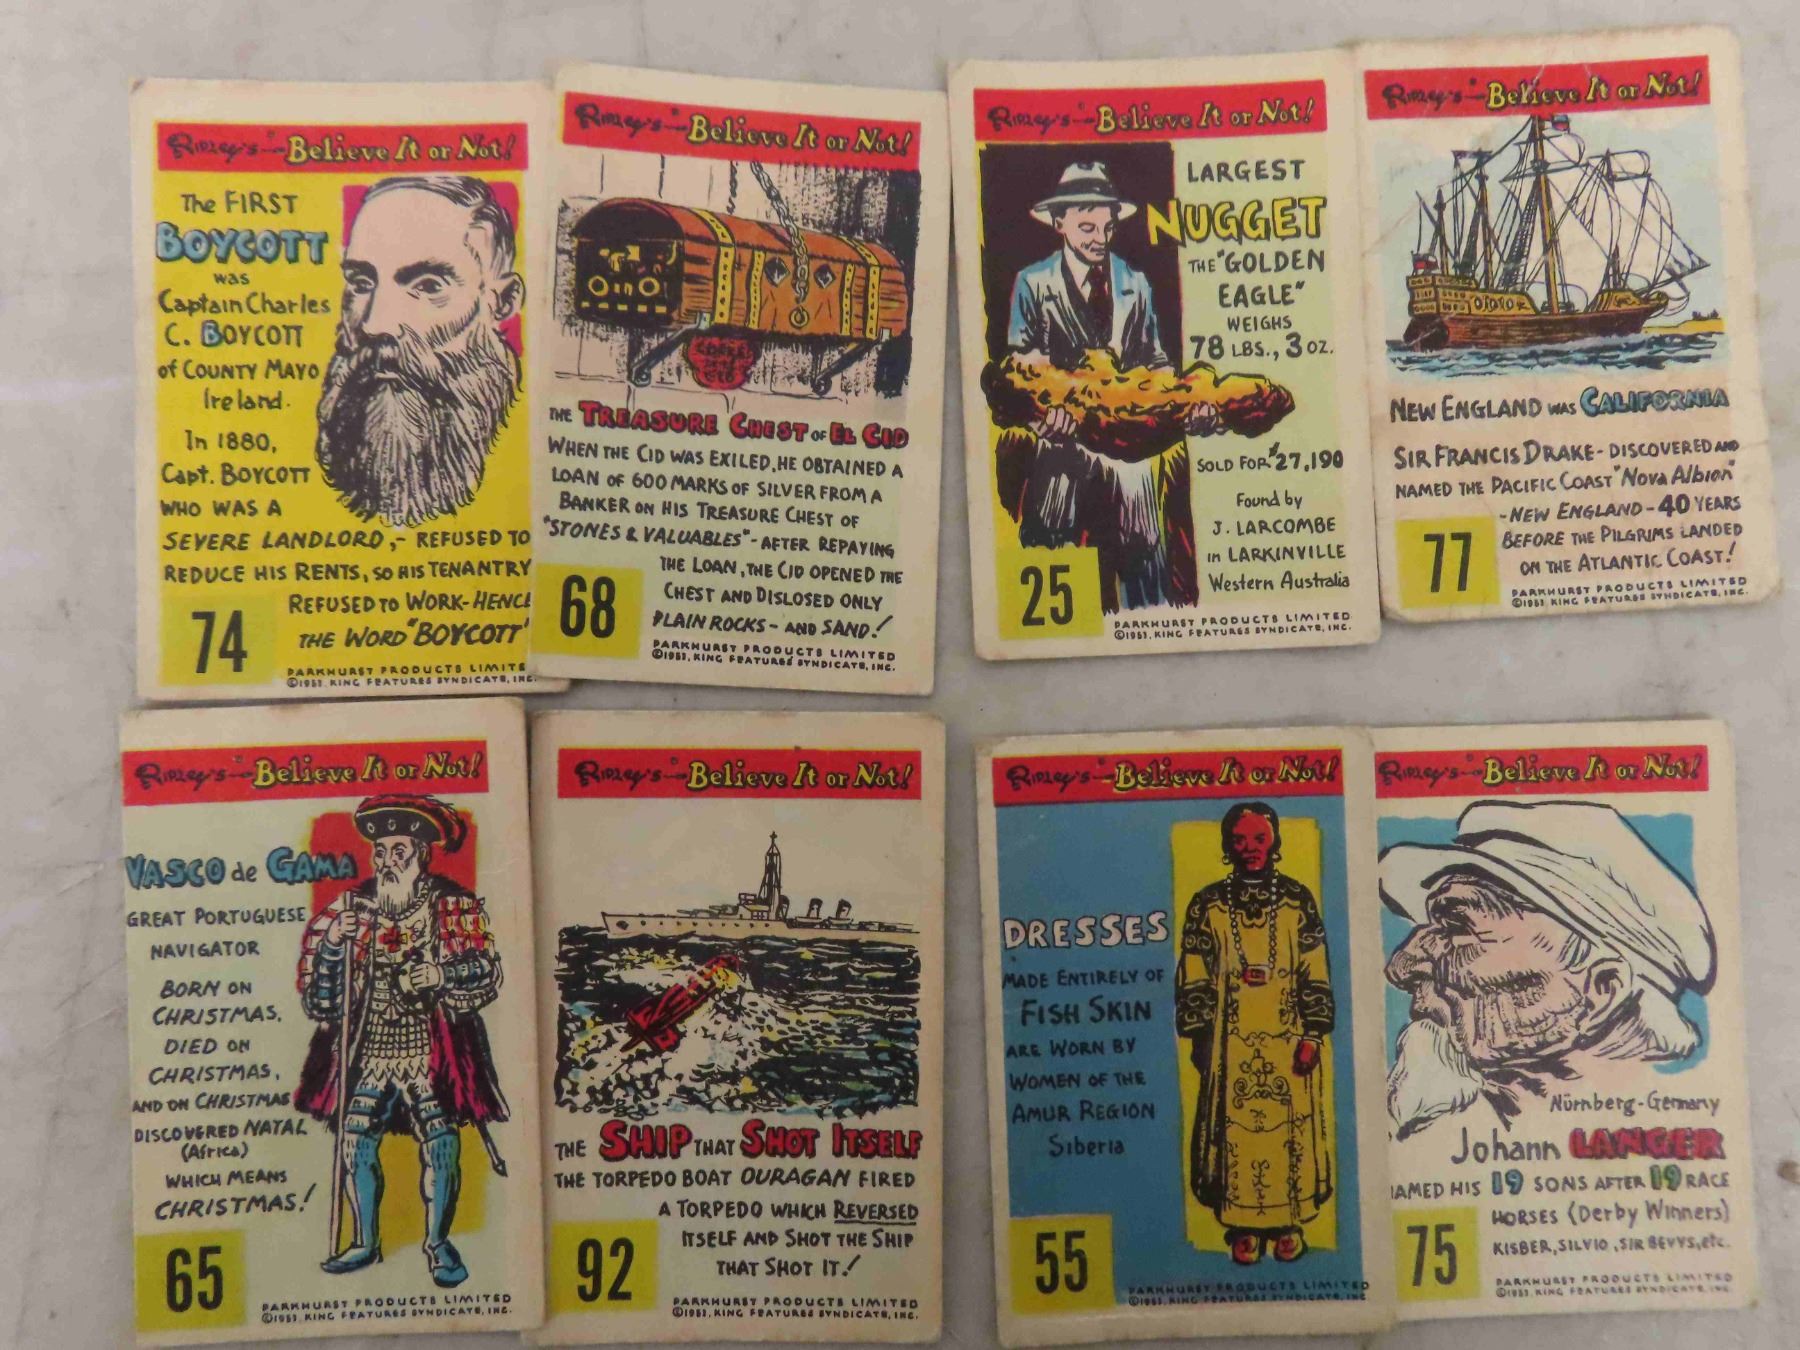 Ripley's Believe It or Not!
The FIRST
BOYCOTT
was
Captain Charles
C. BOYCOTT
of COUNTY MAYO
Ireland.
In 1880,
Capt. BOYCOTT
WHO WAS A
SEVERE LANDLORD,- REFUSED TO
REDUCE HIS RENTS, SO HIS TENANTRY
REFUSED TO WORK-HENCE
THE WORD "BOYCOTT"
74
PARKHURST PRODUCTS LIMITE
©1953, KING FEATURES SYNDICATE, INC.
Ripley's Believe It or Not!
THE TREASURE CHEST OF EL CID
WHEN THE CID WAS EXILED, HE OBTAINED A
LOAN OF 600 MARKS OF SILVER FROM A
BANKER ON HIS TREASURE CHEST OF
"STONES & VALUABLES"- AFTER REPAYING
THE LOAN, THE CID OPENED THE
CHEST AND DISLOSED ONLY
PLAIN ROCKS - AND SAND!
68
PARKHURST PRODUCTS LIMITED
©1953, KING FEATURES SYNDICATE, INC.
Ripley's Believe It or Not!
LARGEST
NUGGET
THE "GOLDEN
EAGLE"
WEIGHS
78 LBS., 3 OZ.
SOLD FOR $27,190
Found by
J. LARCOMBE
in LARKINVILLE
Western Australia
25
PARKHURST PRODUCTS LIMITED
©1953, KING FEATURES SYNDICATE, INC.
Ripley's Believe It or Not!
NEW ENGLAND WAS CALIFORNIA
SIR FRANCIS DRAKE - DISCOVERED AND
NAMED THE PACIFIC COAST "Nova Albion"
-NEW ENGLAND - 40 YEARS
BEFORE THE PILGRIMS LANDED
ON THE ATLANTIC COAST!
77
PARKHURST PRODUCTS LIMITED
©1953, KING FEATURES SYNDICATE, INC.
Ripley's Believe It or Not!
VASCO de GAMA
GREAT PORTUGUESE
NAVIGATOR
BORN ON
CHRISTMAS,
DIED ON
CHRISTMAS,
AND ON CHRISTMAS
DISCOVERED NATAL
(Africa)
WHICH MEANS
CHRISTMAS!
65
PARKHURST PRODUCTS LIMITED
©1953, KING FEATURES SYNDICATE, INC.
Ripley's Believe It or Not!
THE SHIP THAT SHOT ITSELF
THE TORPEDO BOAT OURAGAN FIRED
A TORPEDO WHICH REVERSED
ITSELF AND SHOT THE SHIP
THAT SHOT IT!
92
PARKHURST PRODUCTS LIMITED
©1953, KING FEATURES SYNDICATE, INC.
Ripley's Believe It or Not!
DRESSES
MADE ENTIRELY OF
FISH SKIN
ARE WORN BY
WOMEN OF THE
AMUR REGION
Siberia
55
PARKHURST PRODUCTS LIMITED
©1953, KING FEATURES SYNDICATE, INC.
Ripley's Believe It or Not!
Nürnberg-Germany
Johann LANGER
AMED HIS 19 SONS AFTER 19 RACE
HORSES (Derby Winners)
KISBER, SILVIO, SIR BEVYS, etc.
75
PARKHURST PRODUCTS LIMITED
©1953, KING FEATURES SYNDICATE, INC.